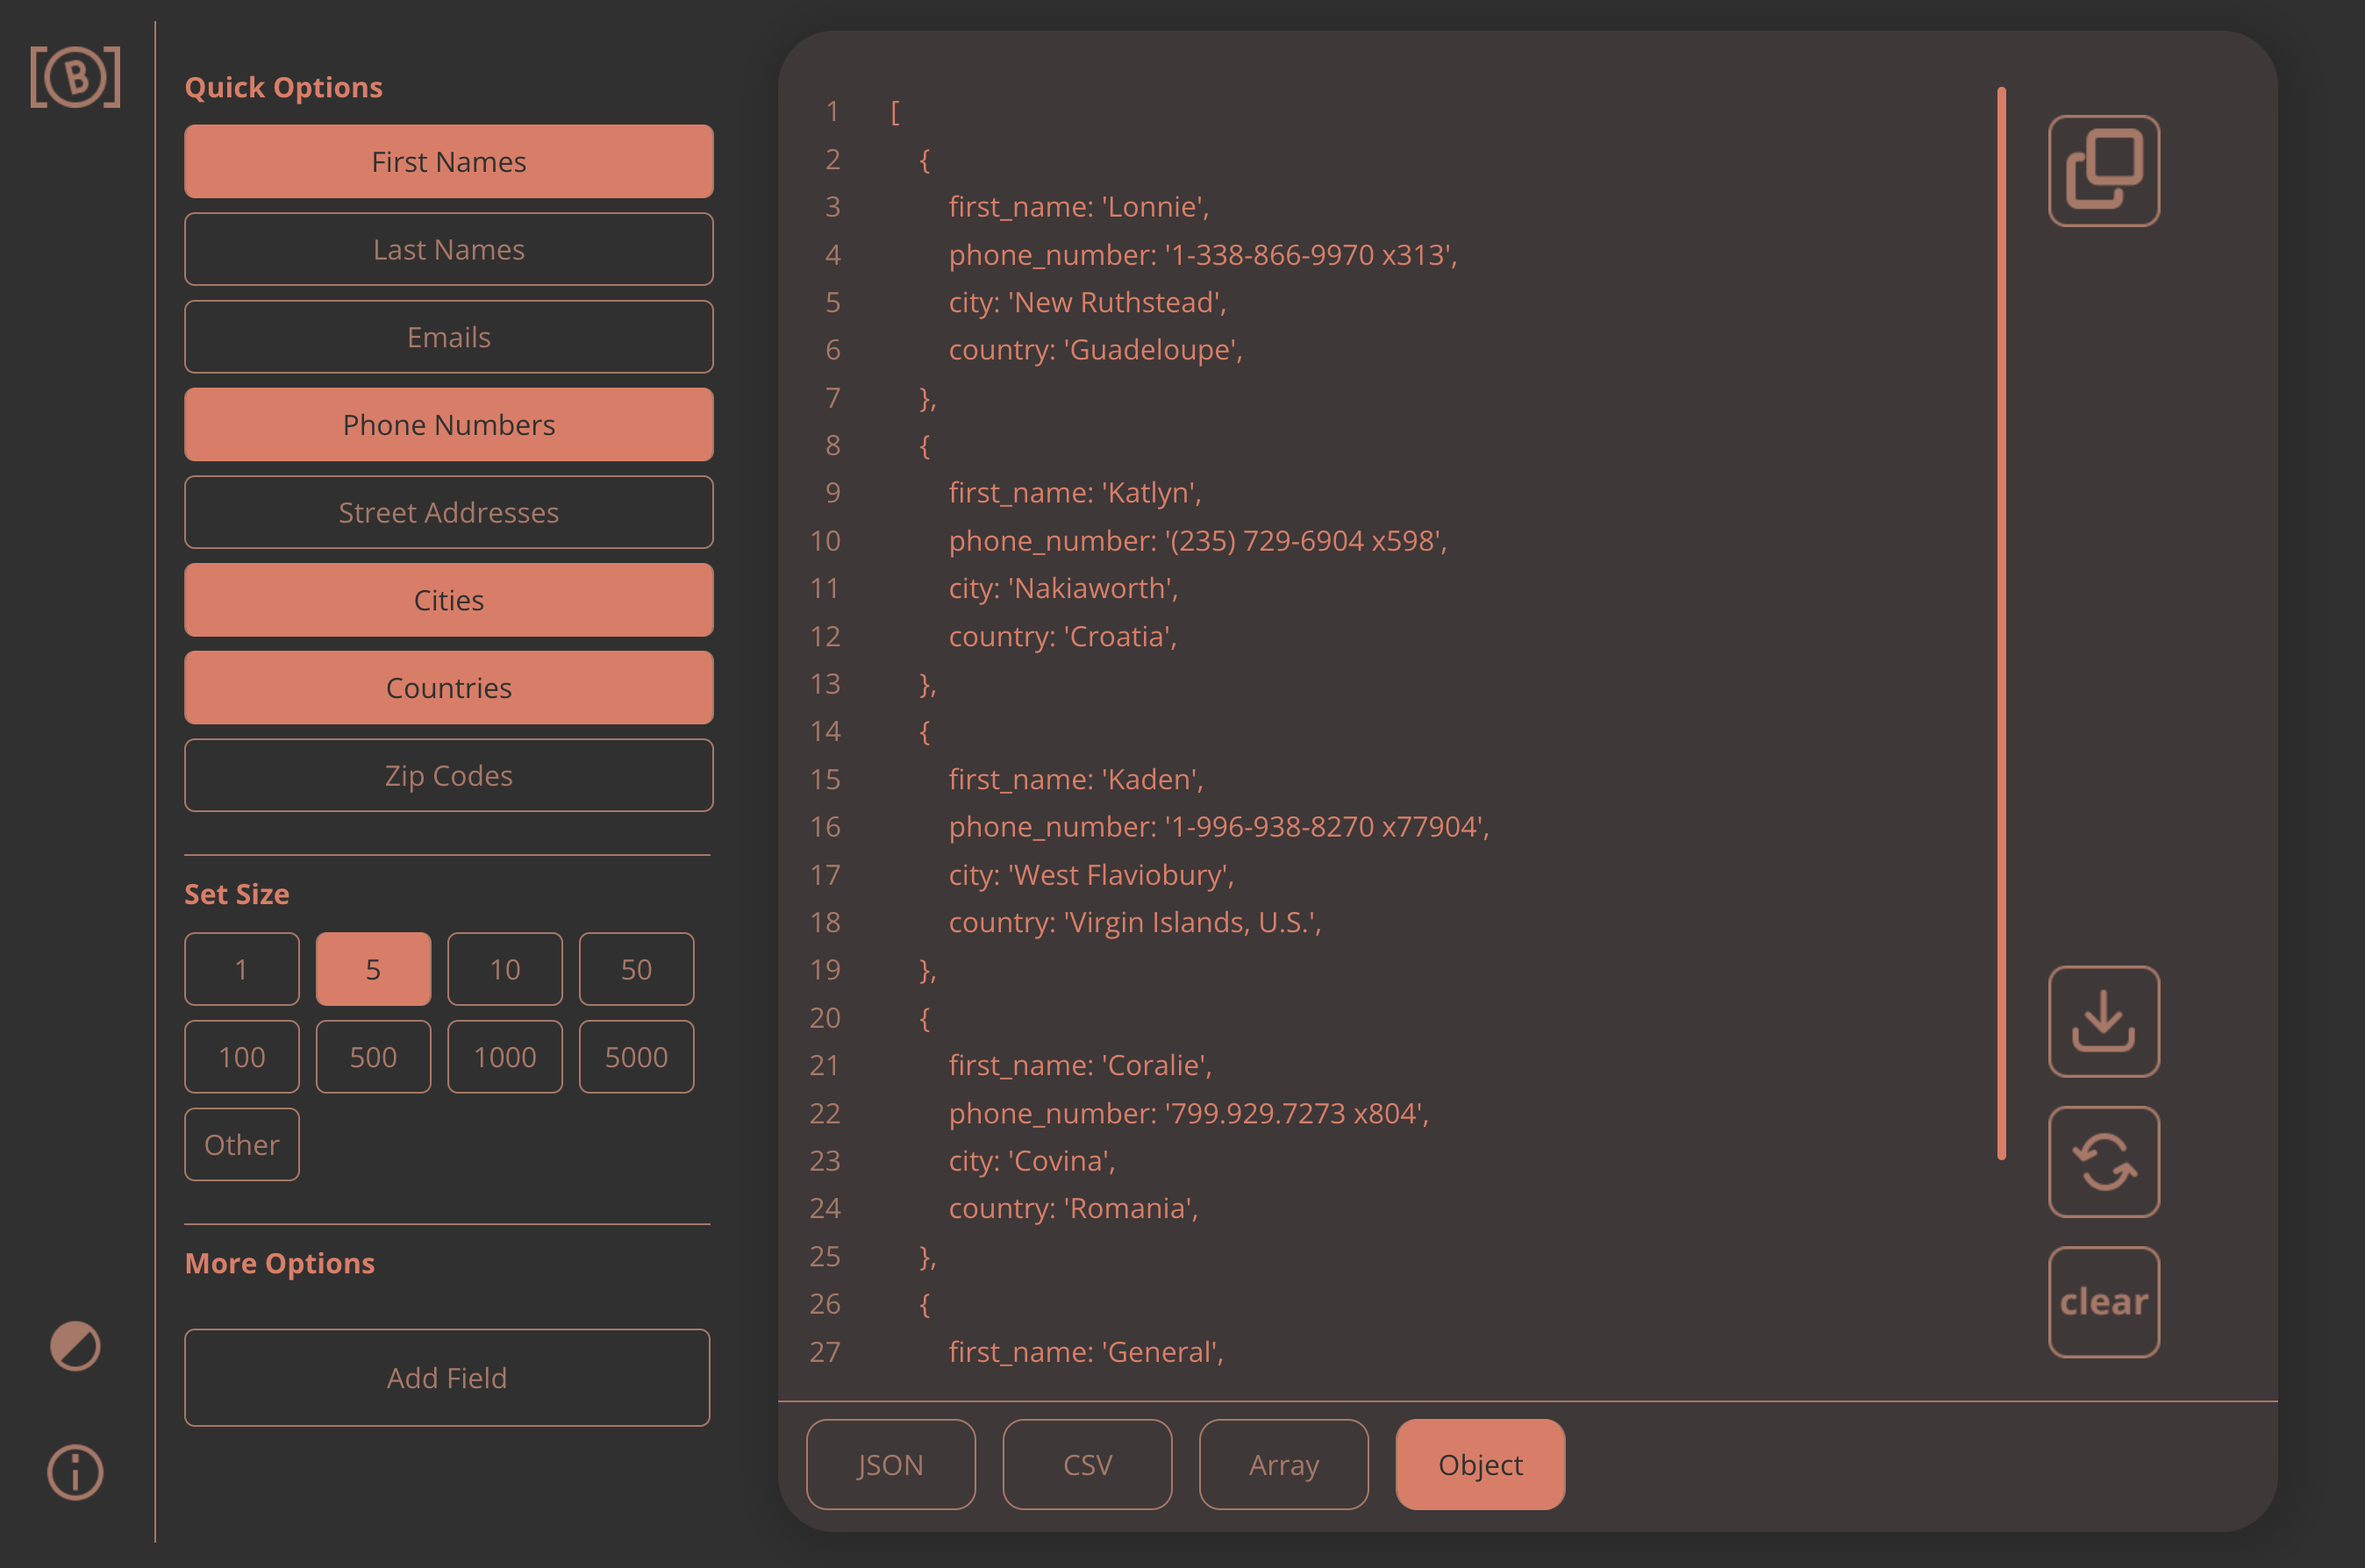 [B]
Quick Options
First Names
Last Names
Emails
Phone Numbers
Street Addresses
Cities
Countries
Zip Codes
Set Size
1 5 10 50
100 500 1000 5000
Other
More Options
Add Field
1 [
2 {
3 first_name: 'Lonnie',
4 phone_number: '1-338-866-9970 x313',
5 city: 'New Ruthstead',
6 country: 'Guadeloupe',
7 },
8 {
9 first_name: 'Katlyn',
10 phone_number: '(235) 729-6904 x598',
11 city: 'Nakiaworth',
12 country: 'Croatia',
13 },
14 {
15 first_name: 'Kaden',
16 phone_number: '1-996-938-8270 x77904',
17 city: 'West Flaviobury',
18 country: 'Virgin Islands, U.S.',
19 },
20 {
21 first_name: 'Coralie',
22 phone_number: '799.929.7273 x804',
23 city: 'Covina',
24 country: 'Romania',
25 },
26 {
27 first_name: 'General',
clear
JSON CSV Array Object